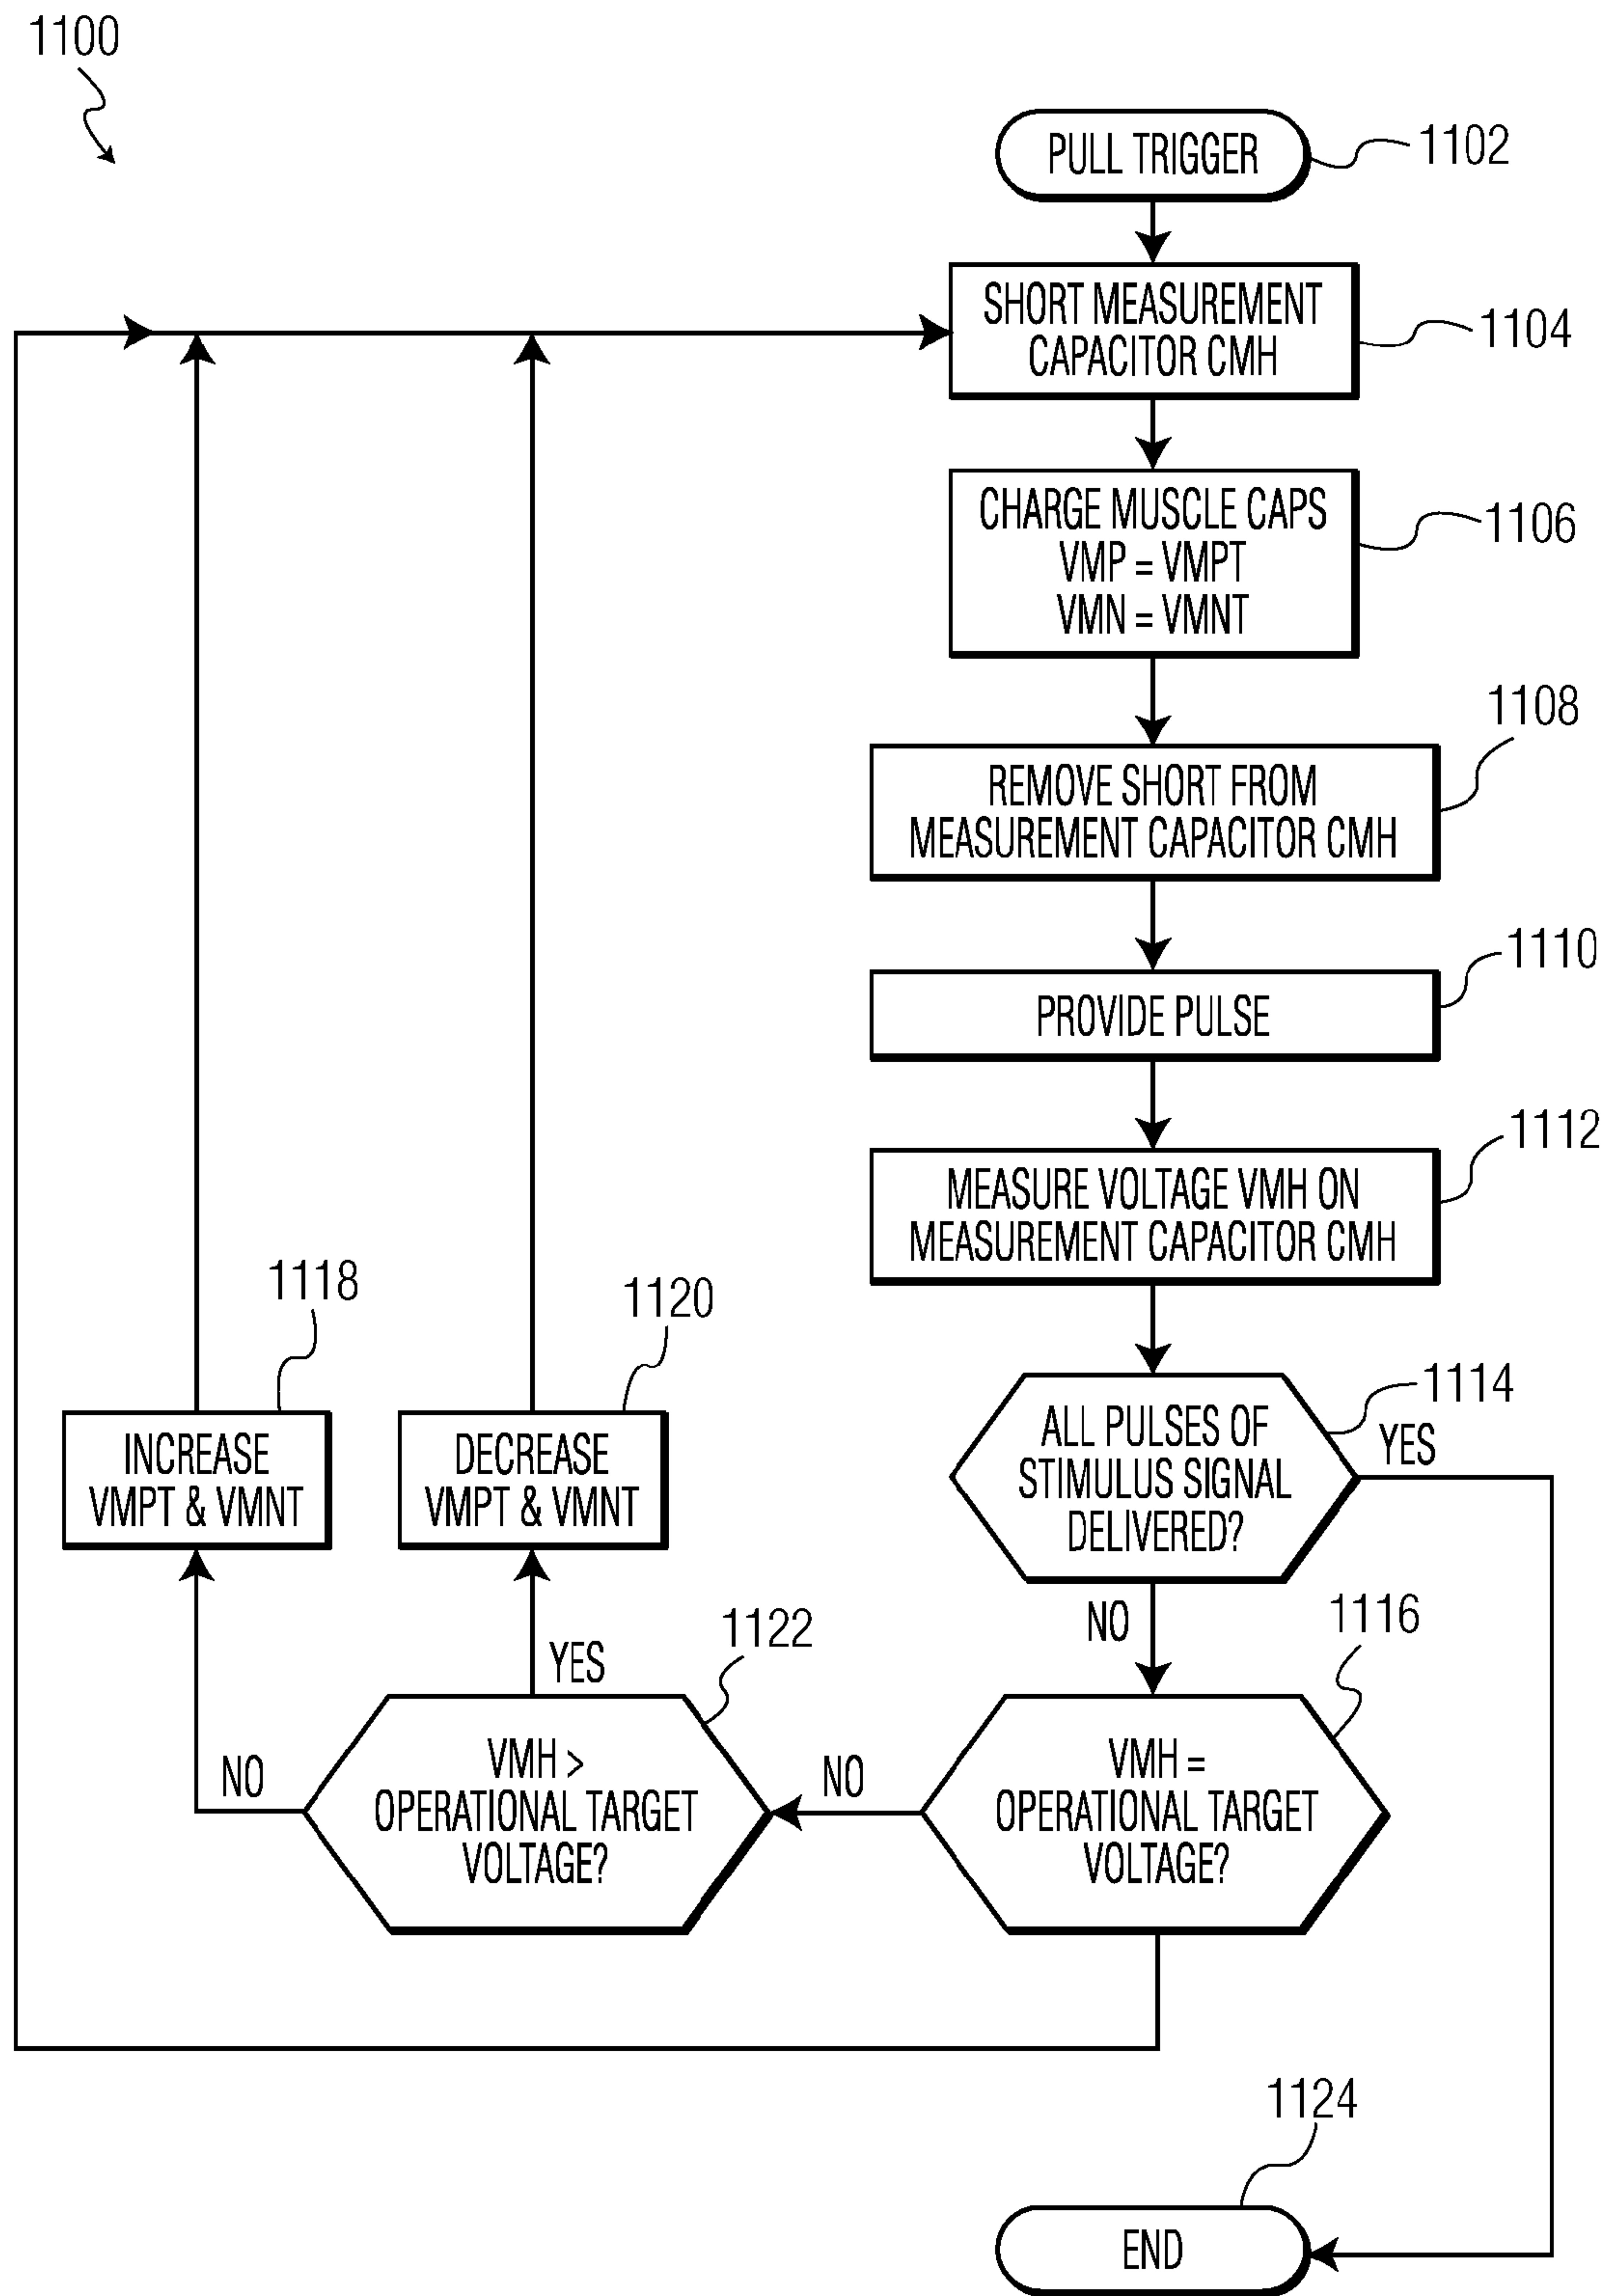 1100
PULL TRIGGER
1102
SHORT MEASUREMENT
CAPACITOR CMH
1104
CHARGE MUSCLE CAPS
VMP = VMPT
VMN = VMNT
1106
1108
REMOVE SHORT FROM
MEASUREMENT CAPACITOR CMH
1110
PROVIDE PULSE
1112
MEASURE VOLTAGE VMH ON
MEASUREMENT CAPACITOR CMH
1114
ALL PULSES OF
STIMULUS SIGNAL
DELIVERED?
YES
NO
1118
INCREASE
VMPT & VMNT
1120
DECREASE
VMPT & VMNT
1116
VMH =
OPERATIONAL TARGET
VOLTAGE?
NO
1122
YES
VMH >
OPERATIONAL TARGET
VOLTAGE?
NO
1124
END